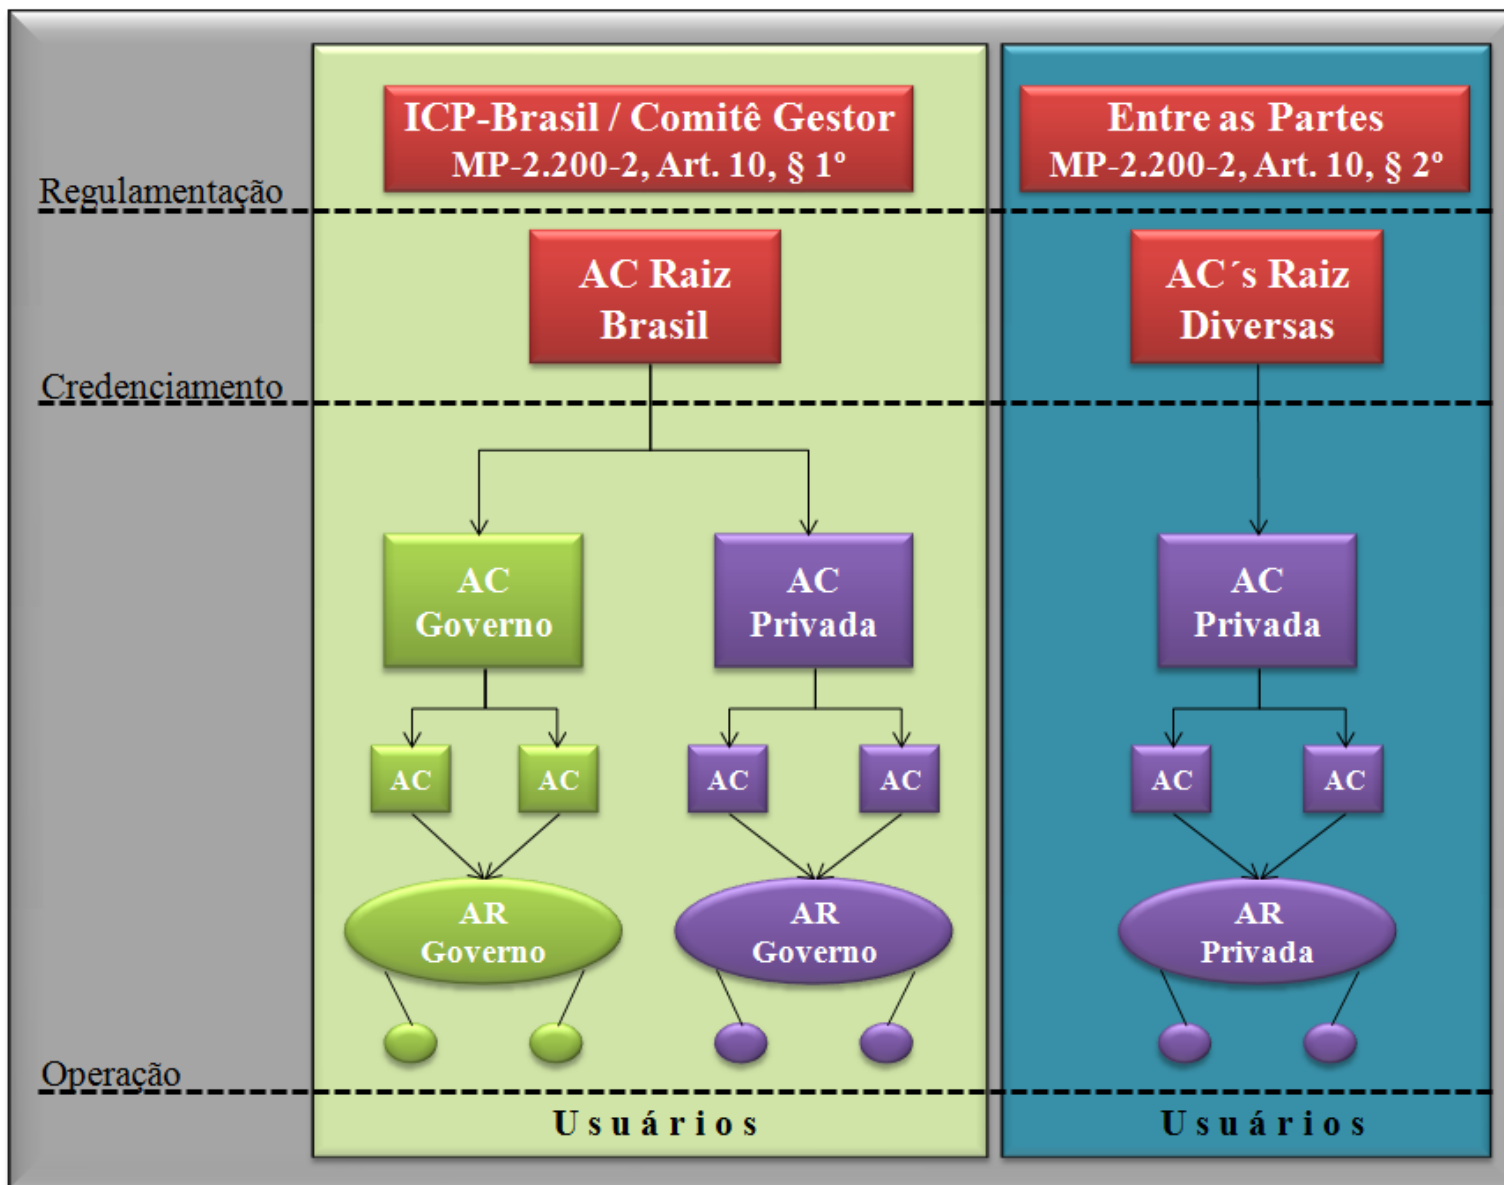 ICP-Brasil / Comitê Gestor
MP-2.200-2, Art. 10, § 1º
Entre as Partes
MP-2.200-2, Art. 10, § 2º
Regulamentação
AC Raiz
Brasil
AC´s Raiz
Diversas
Credenciamento
AC
Governo
AC
Privada
AC
Privada
AC
AC
AC
AC
AC
AC
AR
Governo
AR
Governo
AR
Privada
Operação
Usuários
Usuários